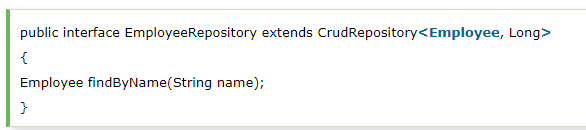 public interface EmployeeRepository extends CrudRepository<Employee, Long>
{
Employee findByName(String name);
}